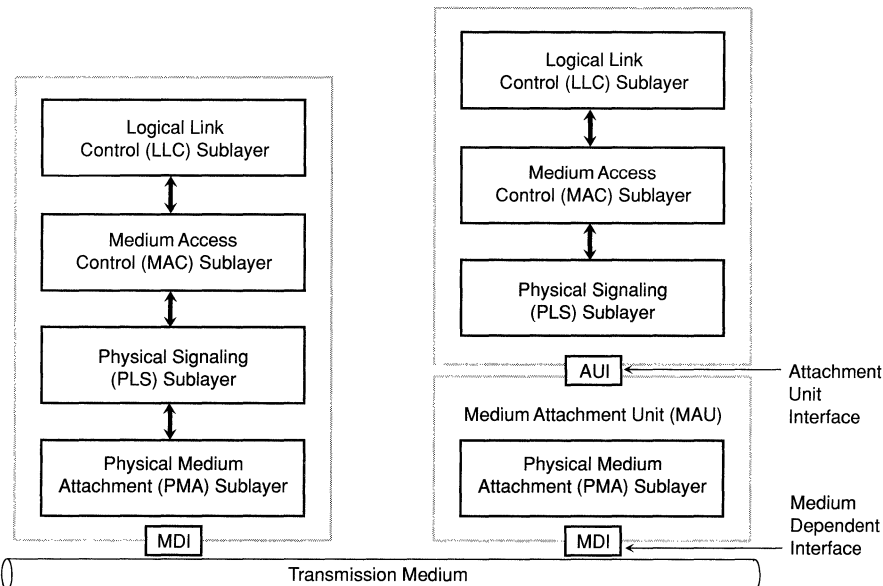 Logical Link
Control (LLC) Sublayer
Medium Access
Control (MAC) Sublayer
Physical Signaling
(PLS) Sublayer
Physical Medium
Attachment (PMA) Sublayer
MDI
Logical Link
Control (LLC) Sublayer
Medium Access
Control (MAC) Sublayer
Physical Signaling
(PLS) Sublayer
AUI
Attachment
Unit
Interface
Medium Attachment Unit (MAU)
Physical Medium
Attachment (PMA) Sublayer
MDI
Medium
Dependent
Interface
Transmission Medium